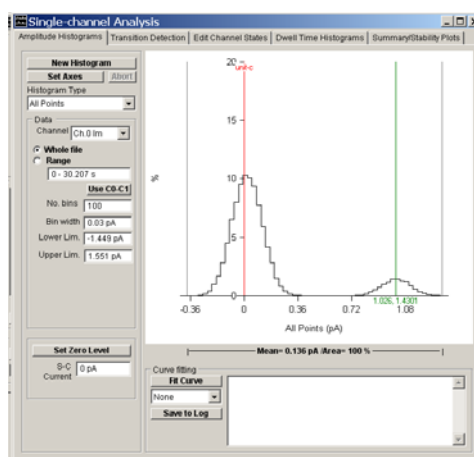 Single-channel Analysis
Amplitude Histograms Transition Detection Edit Channel States Dwell Time Histograms Summary/Stability Plots
New Histogram
Set Axes Abort
Histogram Type
All Points
Data
Channel Ch.0 Im
Whole file
Range
0 - 30.207 s
Use C0-C1
No. bins 100
Bin width 0.03 pA
Lower Lim. -1.449 pA
Upper Lim. 1.551 pA
Set Zero Level
S-C Current 0 pA
20
15
%
10
5
0
-0.36 0 0.36 0.72 1.08
1.026, 1.4301
All Points (pA)
Mean= 0.136 pA /Area= 100 %
Curve fitting
Fit Curve
None
Save to Log